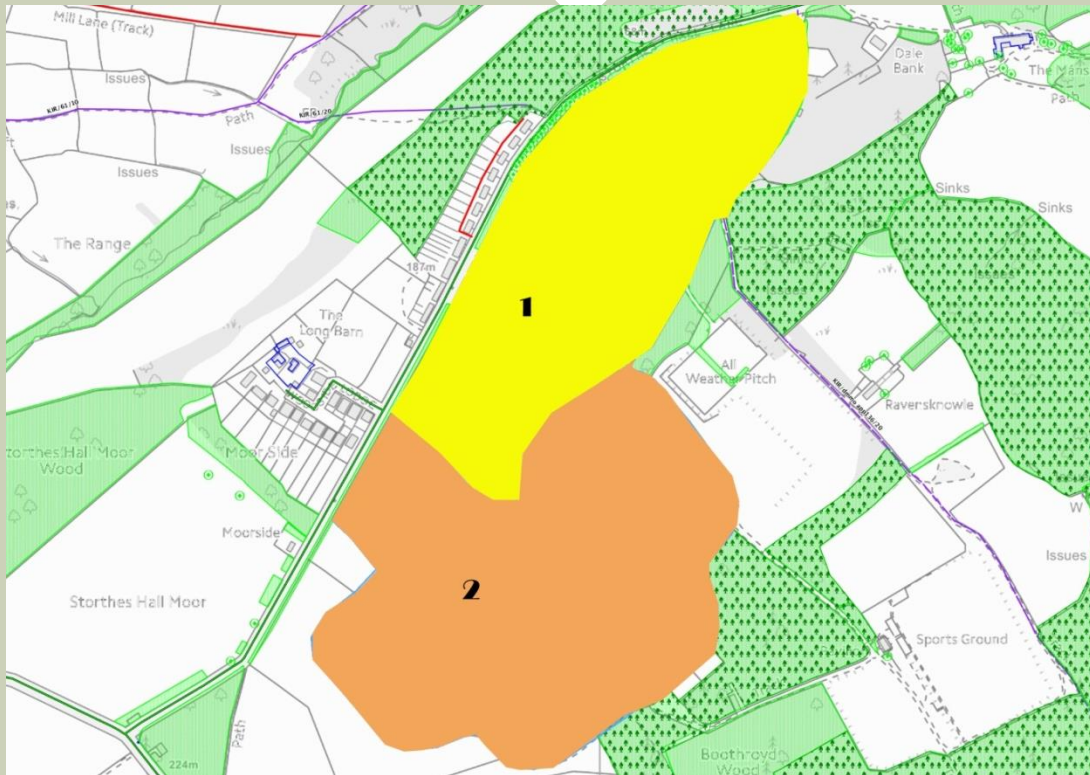 Mill Lane (Track)
Issues
Dale
Bank
The Mans
Path
KIR/61/10
KIR/61/20
Path
Issues
Issues
Sinks
Sinks
The Range
187m
1
The
Long Barn
All
Weather Pitch
Raversknowle
Storthes Hall Moor
Wood
Moor Side
W
Moorside
Issues
2
Storthes Hall Moor
Sports Ground
Path
224m
Boothroyd
Wood